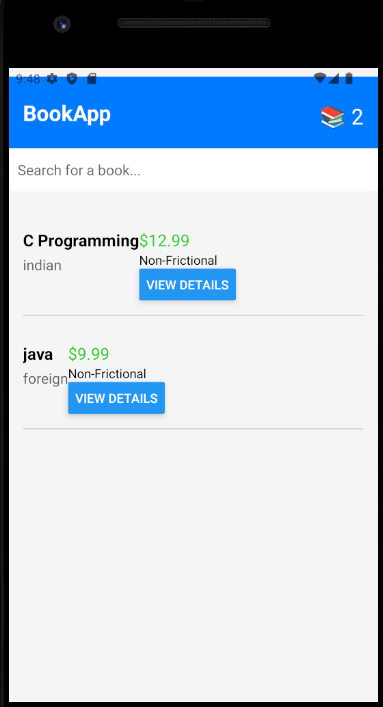 9:48
BookApp
📚 2
Search for a book...
C Programming $12.99
indian
Non-Frictional
VIEW DETAILS
java $9.99
foreign
Non-Frictional
VIEW DETAILS